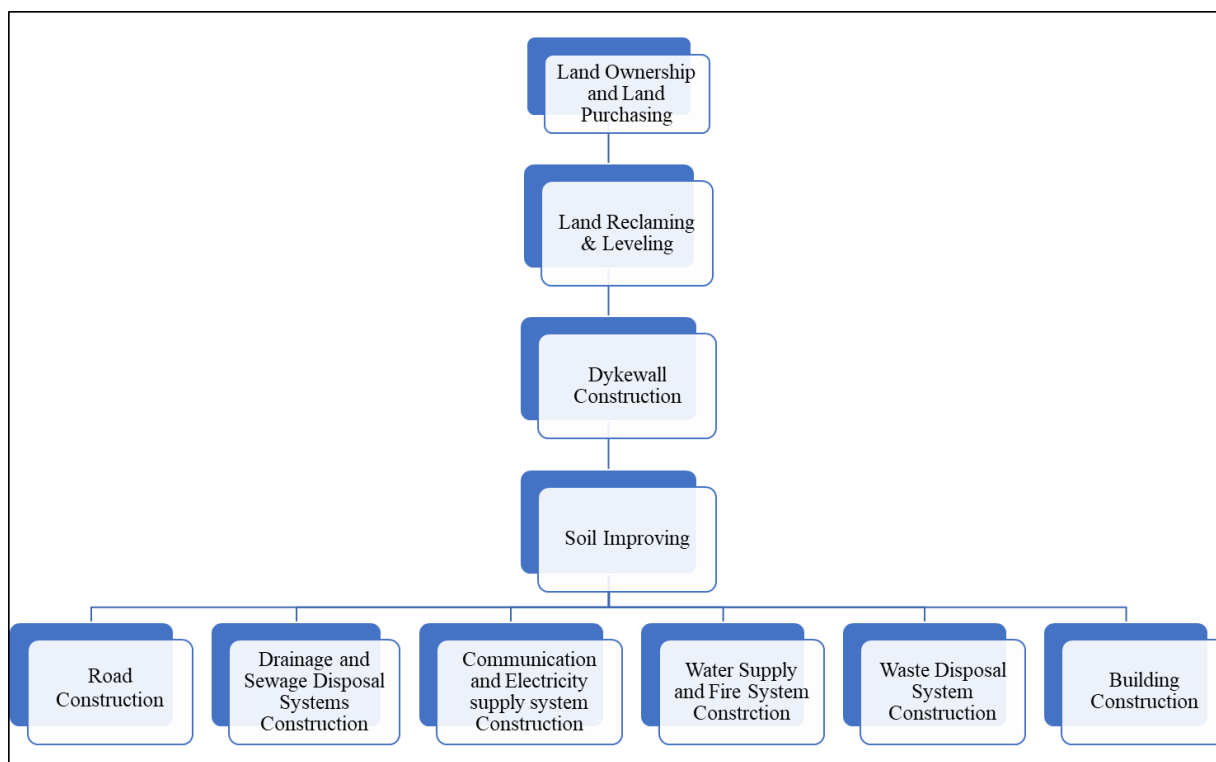 Land Ownership
and Land
Purchasing
Land Reclaming
& Leveling
Dykewall
Construction
Soil Improving
Road
Construction
Drainage and
Sewage Disposal
Systems
Construction
Communication
and Electricity
supply system
Construction
Water Supply
and Fire System
Constrction
Waste Disposal
System
Construction
Building
Construction